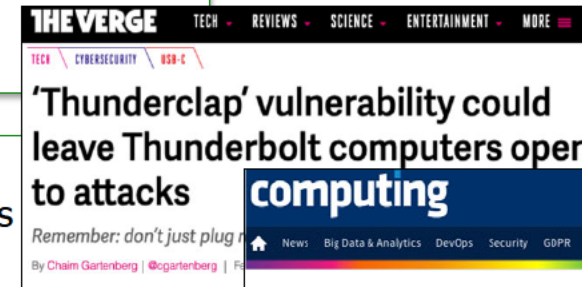 THE VERGE TECH REVIEWS SCIENCE ENTERTAINMENT MORE
TECH CYBERSECURITY USB-C
‘Thunderclap’ vulnerability could
leave Thunderbolt computers
to attacks
s
Remember: don’t just plug
By Chaim Gartenberg | @cgartenberg |
computing
News Big Data & Analytics DevOps Security GDPR